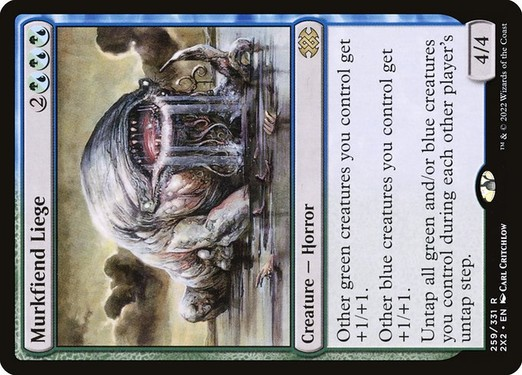 Murkfiend Liege
2
Creature — Horror
Other green creatures you control get
+1/+1.
Other blue creatures you control get
+1/+1.
Untap all green and/or blue creatures
you control during each other player's
untap step.
4/4
259/331 R
2X2 • EN CARL CRITCHLOW
™ & © 2022 Wizards of the Coast